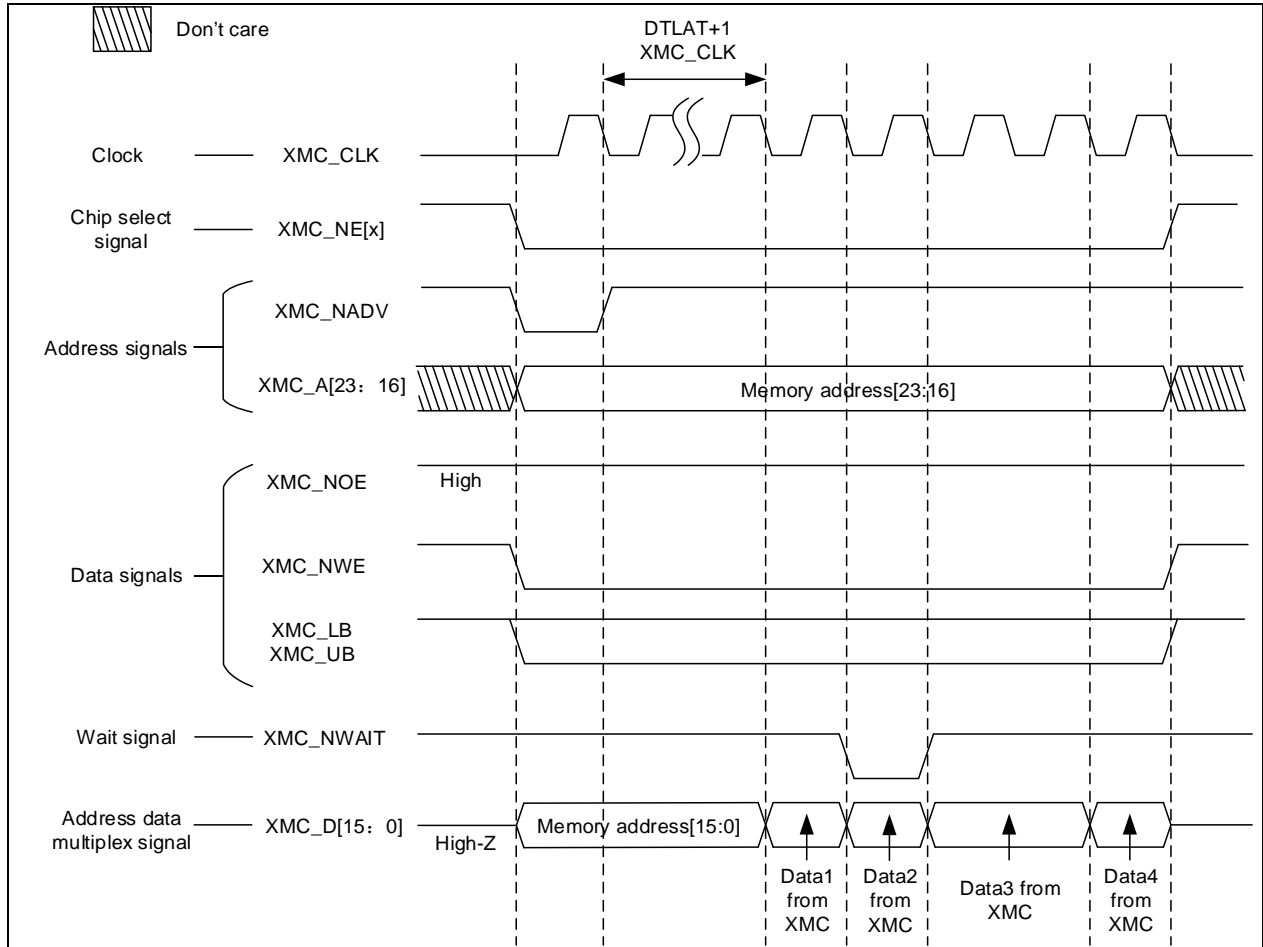 Don't care
DTLAT+1
XMC_CLK
Clock
XMC_CLK
Chip select
signal
XMC_NE[x]
Address signals
XMC_NADV
XMC_A[23：16]
Memory address[23:16]
Data signals
XMC_NOE
High
XMC_NWE
XMC_LB
XMC_UB
Wait signal
XMC_NWAIT
Address data
multiplex signal
XMC_D[15：0]
High-Z
Memory address[15:0]
Data1
from
XMC
Data2
from
XMC
Data3 from
XMC
Data4
from
XMC